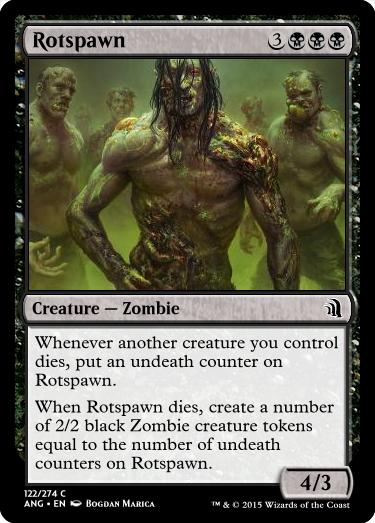 Rotspawn 3
Creature — Zombie
Whenever another creature you control
dies, put an undeath counter on
Rotspawn.
When Rotspawn dies, create a number
of 2/2 black Zombie creature tokens
equal to the number of undeath
counters on Rotspawn.
4/3
122/274 C
ANG • EN Bogdan Marica
™ & © 2015 Wizards of the Coast